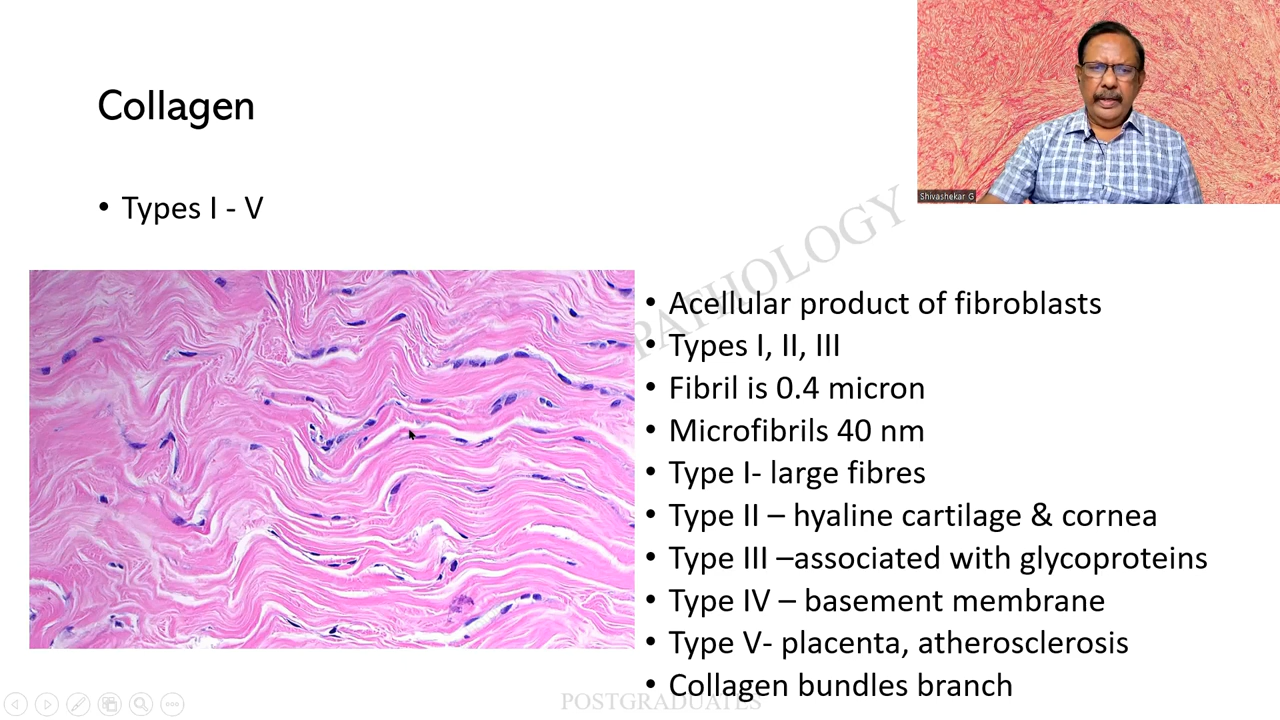 Collagen
• Types I - V
Shivashekar G
PATHOLOGY
• Acellular product of fibroblasts
• Types I, II, III
• Fibril is 0.4 micron
• Microfibrils 40 nm
• Type I- large fibres
• Type II – hyaline cartilage & cornea
• Type III –associated with glycoproteins
• Type IV – basement membrane
• Type V- placenta, atherosclerosis
• Collagen bundles branch
POSTGRADUATES